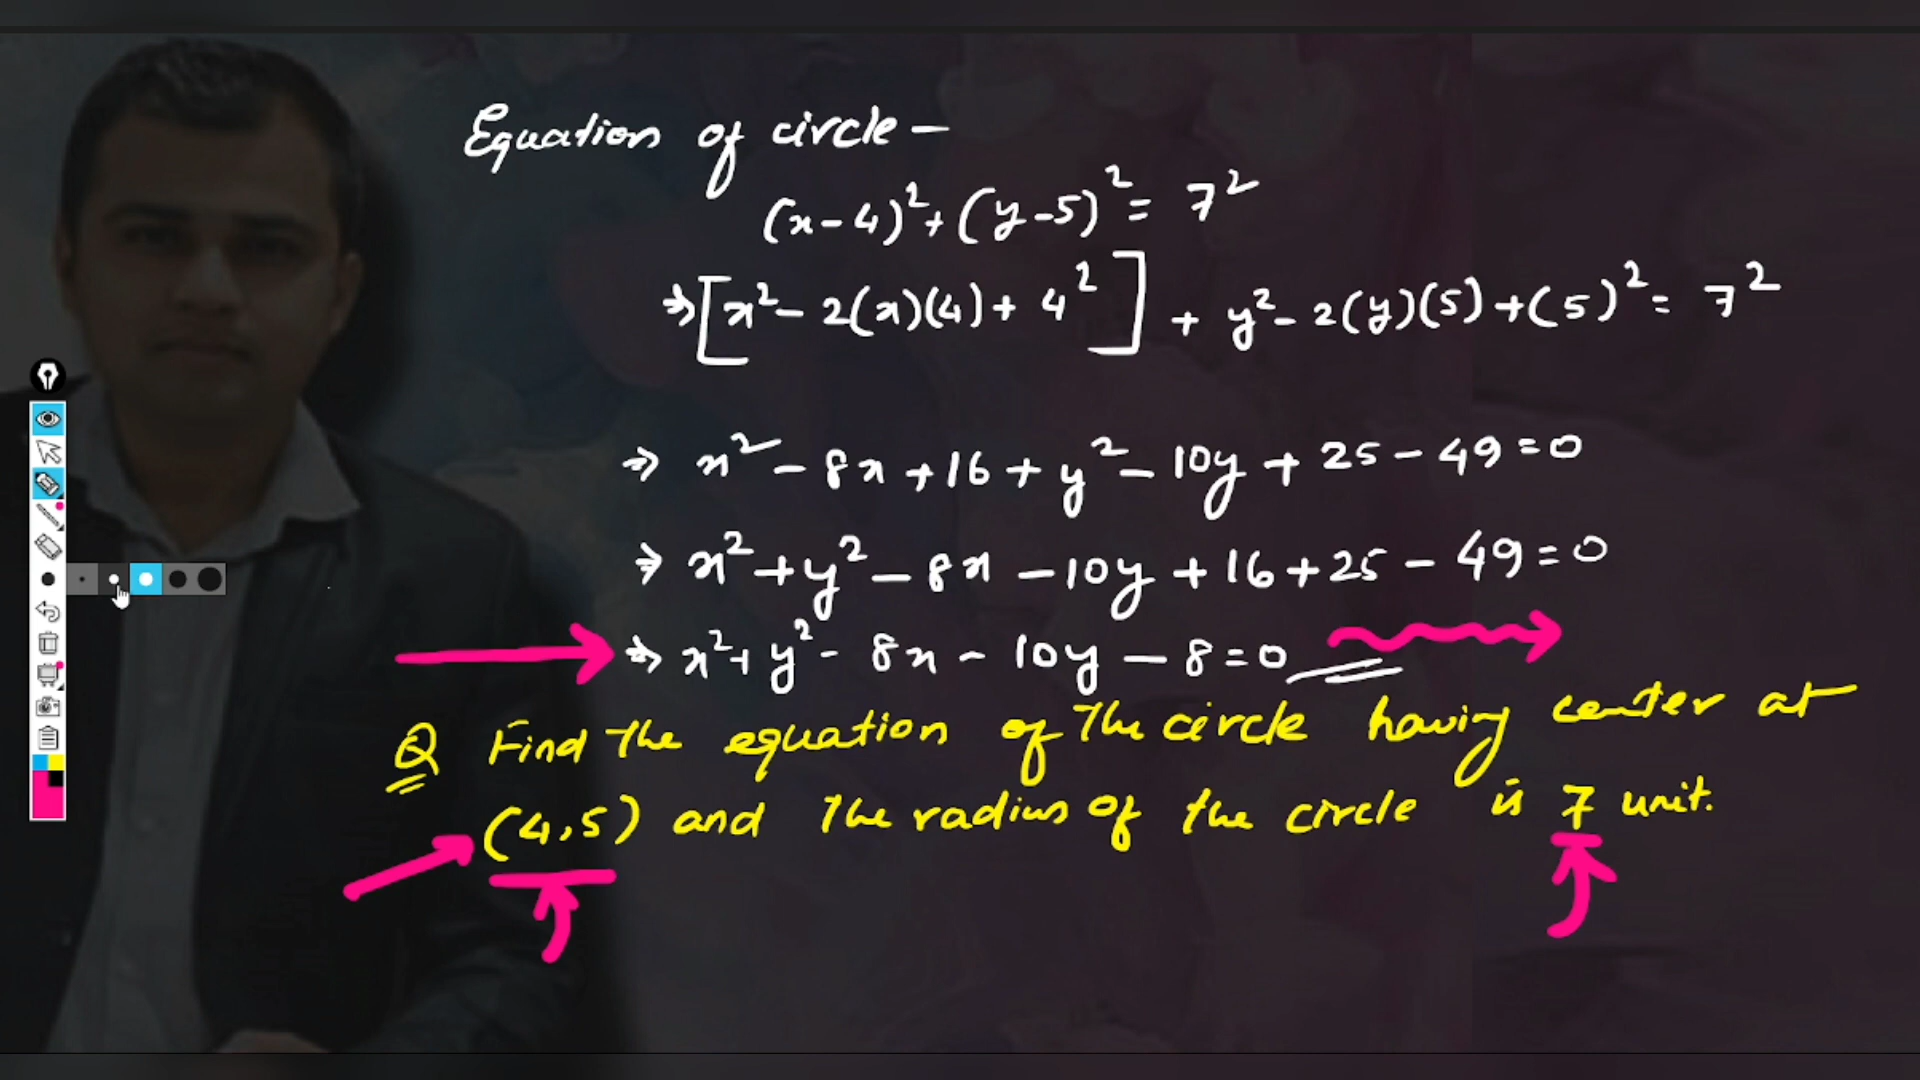 Equation of circle -
(x-4)²+(y-5)²= 7²
⇒ [x²- 2(x)(4)+ 4²] + y²- 2(y)(5)+(5)²= 7²
⇒ x²- 8x+16+y²-10y+25-49=0
⇒ x²+y²-8x-10y+16+25-49=0
⇒ x²+y²- 8x- 10y-8=0
Q Find the equation of the circle having center at
(4,5) and the radius of the circle is 7 unit.